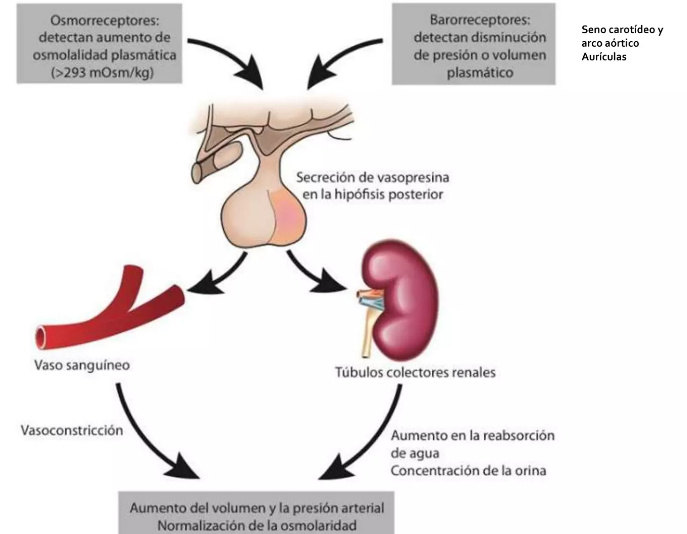 Osmorreceptores:
detectan aumento de
osmolalidad plasmática
(>293 mOsm/kg)
Barorreceptores:
detectan disminución
de presión o volumen
plasmático
Seno carotídeo y
arco aórtico
Aurículas
Secreción de vasopresina
en la hipófisis posterior
Vaso sanguíneo
Túbulos colectores renales
Vasoconstricción
Aumento en la reabsorción
de agua
Concentración de la orina
Aumento del volumen y la presión arterial
Normalización de la osmolaridad